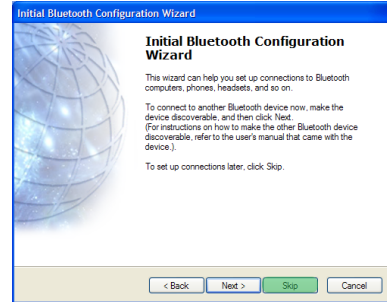 Initial Bluetooth Configuration Wizard
Initial Bluetooth Configuration
Wizard
This wizard can help you set up connections to Bluetooth
computers, phones, headsets, and so on.
To connect to another Bluetooth device now, make the
device discoverable, and then click Next.
(For instructions on how to make the other Bluetooth device
discoverable, refer to the user's manual that came with the
device.).
To set up connections later, click Skip.
< Back Next > Skip Cancel